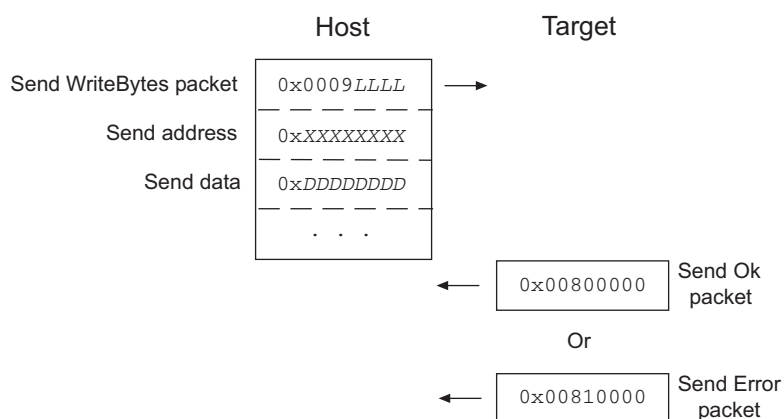 Host Target
Send WriteBytes packet 0x0009LLLL
Send address 0xXXXXXXXX
Send data 0xDDDDDDDD
. . .
0x00800000 Send Ok
packet
Or
0x00810000 Send Error
packet